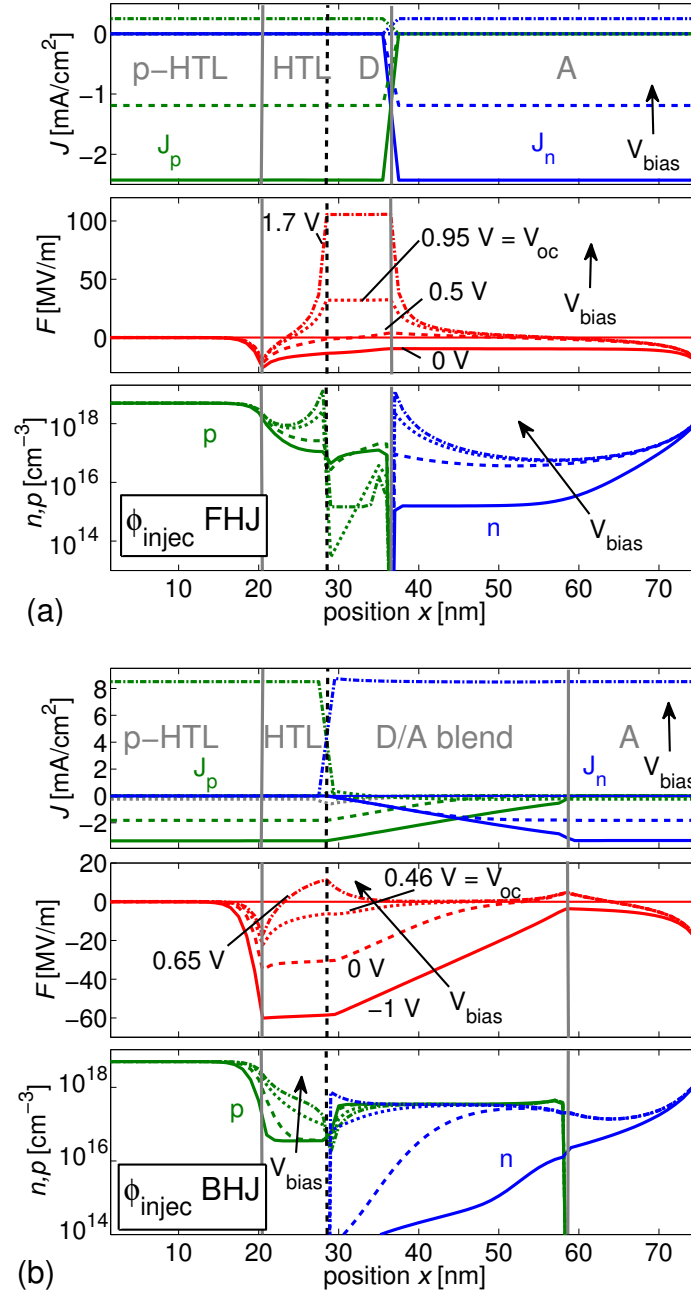 0
−1
−2
J [mA/cm²]
p−HTL HTL D A
J_p J_n V_bias
100
50
0
F [MV/m]
1.7 V
0.95 V = V_oc
0.5 V
0 V
V_bias
10^18
10^16
10^14
n,p [cm^−3]
p
n
V_bias
ϕ_injec FHJ
10 20 30 40 50 60 70
position x [nm]
(a)
8
6
4
2
0
−2
J [mA/cm²]
p−HTL HTL D/A blend A
J_p J_n V_bias
20
0
−20
−40
−60
F [MV/m]
0.46 V = V_oc
0.65 V
0 V
−1 V
V_bias
10^18
10^16
10^14
n,p [cm^−3]
p
V_bias
n
ϕ_injec BHJ
10 20 30 40 50 60 70
position x [nm]
(b)